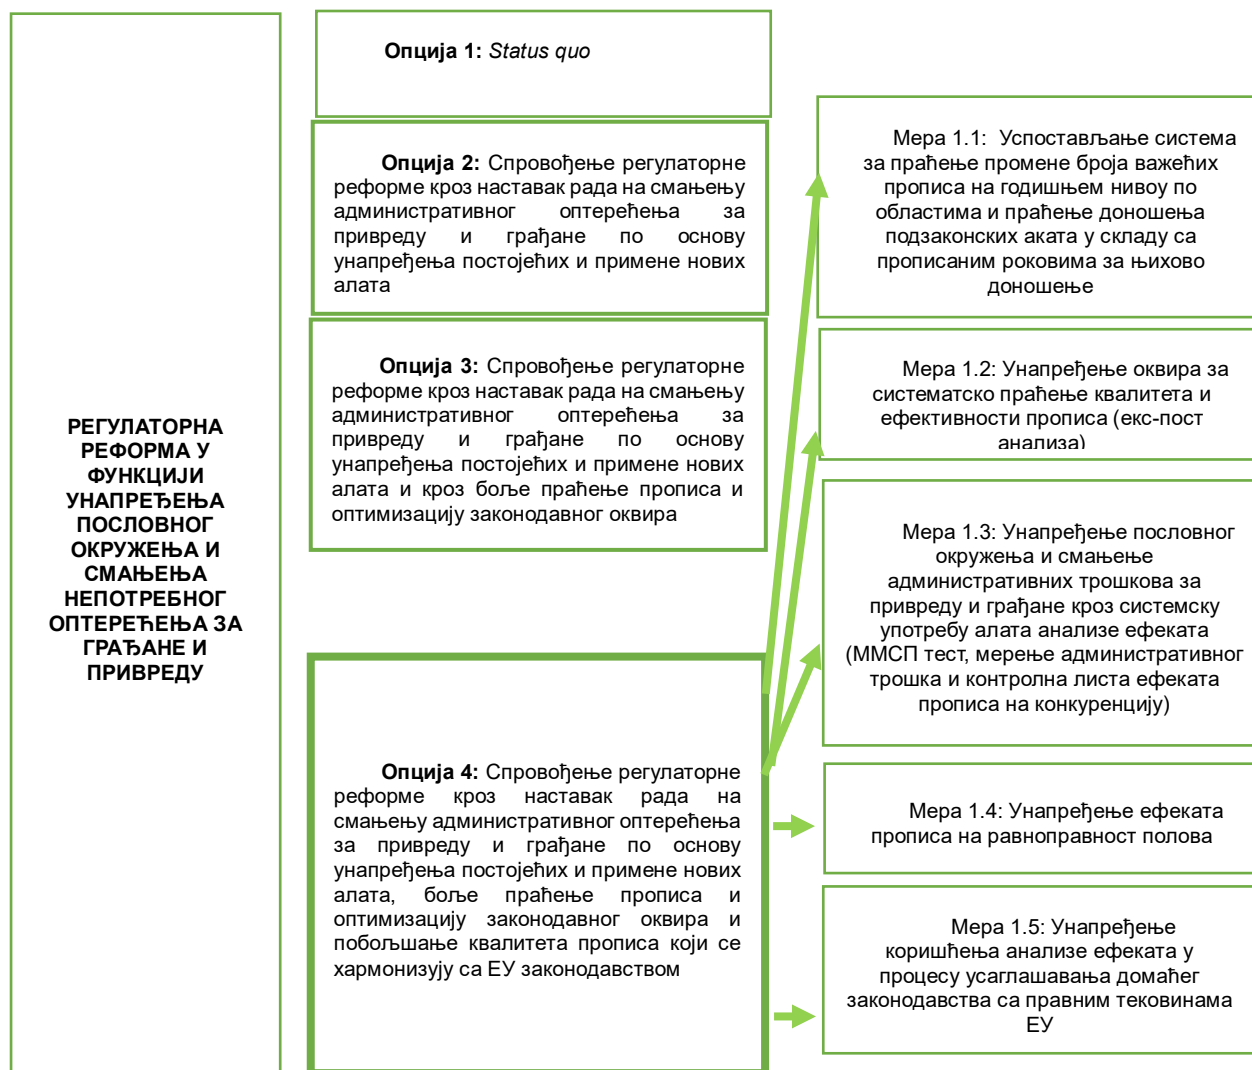 РЕГУЛАТОРНА
РЕФОРМА У
ФУНКЦИЈИ
УНАПРЕЂЕЊА
ПОСЛОВНОГ
ОКРУЖЕЊА И
СМАЊЕЊА
НЕПОТРЕБНОГ
ОПТЕРЕЋЕЊА ЗА
ГРАЂАНЕ И
ПРИВРЕДУ
Опција 1: Status quo
Опција 2: Спровођење регулаторне
реформе кроз наставак рада на смањењу
административног оптерећења за
привреду и грађане по основу
унапређења постојећих и примене нових
алата
Опција 3: Спровођење регулаторне
реформе кроз наставак рада на смањењу
административног оптерећења за
привреду и грађане по основу
унапређења постојећих и примене нових
алата и кроз боље праћење прописа и
оптимизацију законодавног оквира
Опција 4: Спровођење регулаторне
реформе кроз наставак рада на
смањењу административног оптерећења
за привреду и грађане по основу
унапређења постојећих и примене нових
алата, боље праћење прописа и
оптимизацију законодавног оквира и
побољшање квалитета прописа који се
хармонизују са ЕУ законодавством
Мера 1.1: Успостављање система
за праћење промене броја важећих
прописа на годишњем нивоу по
областима и праћење доношења
подзаконских аката у складу са
прописаним роковима за њихово
доношење
Мера 1.2: Унапређење оквира за
систематско праћење квалитета и
ефективности прописа (екс-пост
анализа)
Мера 1.3: Унапређење пословног
окружења и смањење
административних трошкова за
привреду и грађане кроз системску
употребу алата анализе ефеката
(ММСП тест, мерење административног
трошка и контролна листа ефеката
прописа на конкуренцију)
Мера 1.4: Унапређење ефеката
прописа на равноправност полова
Мера 1.5: Унапређење
коришћења анализе ефеката у
процесу усаглашавања домаћег
законодавства са правним тековинама
ЕУ